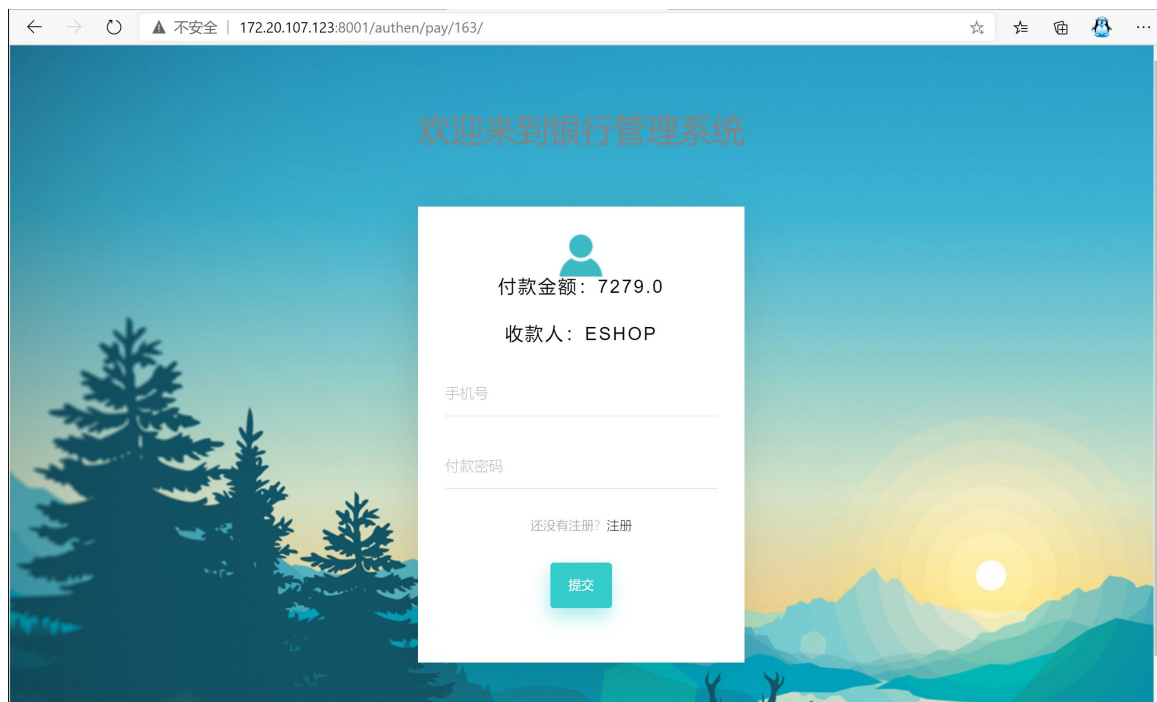 不安全 | 172.20.107.123:8001/authen/pay/163/
欢迎来到银行管理系统
付款金额：7279.0
收款人：ESHOP
手机号
付款密码
还没有注册? 注册
提交